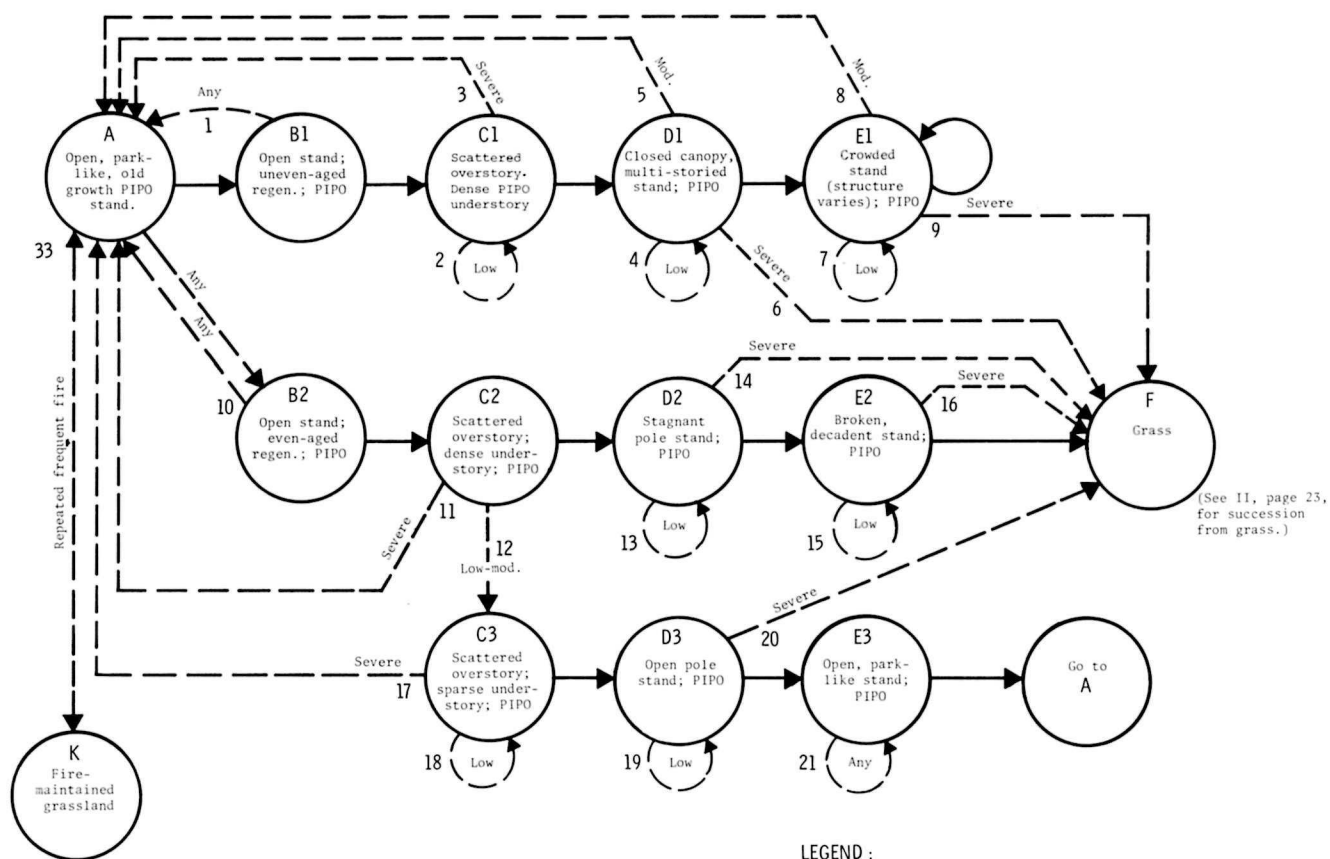 Mod.
Mod.
Severe
3
5
8
Any
1
A
Open, park-
like, old
growth PIPO
stand.
B1
Open stand;
uneven-aged
regen.; PIPO
C1
Scattered
overstory.
Dense PIPO
understory
D1
Closed canopy,
multi-storied
stand; PIPO
E1
Crowded
stand
(structure
varies); PIPO
Severe
9
33
2
Low
4
Low
7
Low
Severe
6
Any
Any
10
B2
Open stand;
even-aged
regen.; PIPO
C2
Scattered
overstory;
dense under-
story; PIPO
Severe
14
D2
Stagnant
pole stand;
PIPO
Severe
16
E2
Broken,
decadent stand;
PIPO
F
Grass
(See II, page 23,
for succession
from grass.)
Repeated frequent fire
11
Severe
12
Low-mod.
13
Low
15
Low
Severe
20
Severe
17
C3
Scattered
overstory;
sparse under-
story; PIPO
D3
Open pole
stand; PIPO
E3
Open, park-
like stand;
PIPO
Go to
A
18
Low
19
Low
21
Any
K
Fire-
maintained
grassland
LEGEND :